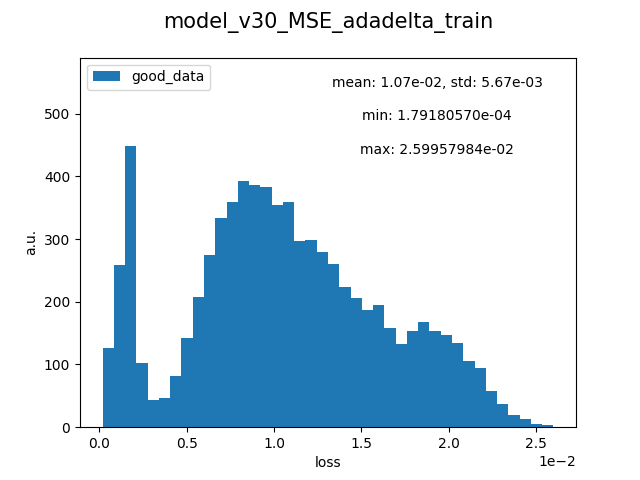 model_v30_MSE_adadelta_train
good_data
mean: 1.07e-02, std: 5.67e-03
min: 1.79180570e-04
max: 2.59957984e-02
a.u.
500
400
300
200
100
0
0.0 0.5 1.0 1.5 2.0 2.5
1e−2
loss